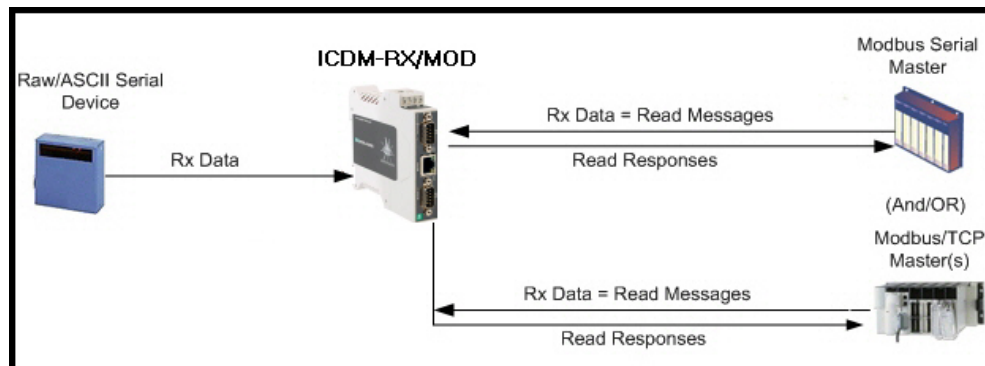 ICDM-RX/MOD
Raw/ASCII Serial
Device
Rx Data
Modbus Serial
Master
Rx Data = Read Messages
Read Responses
(And/OR)
Modbus/TCP
Master(s)
Rx Data = Read Messages
Read Responses